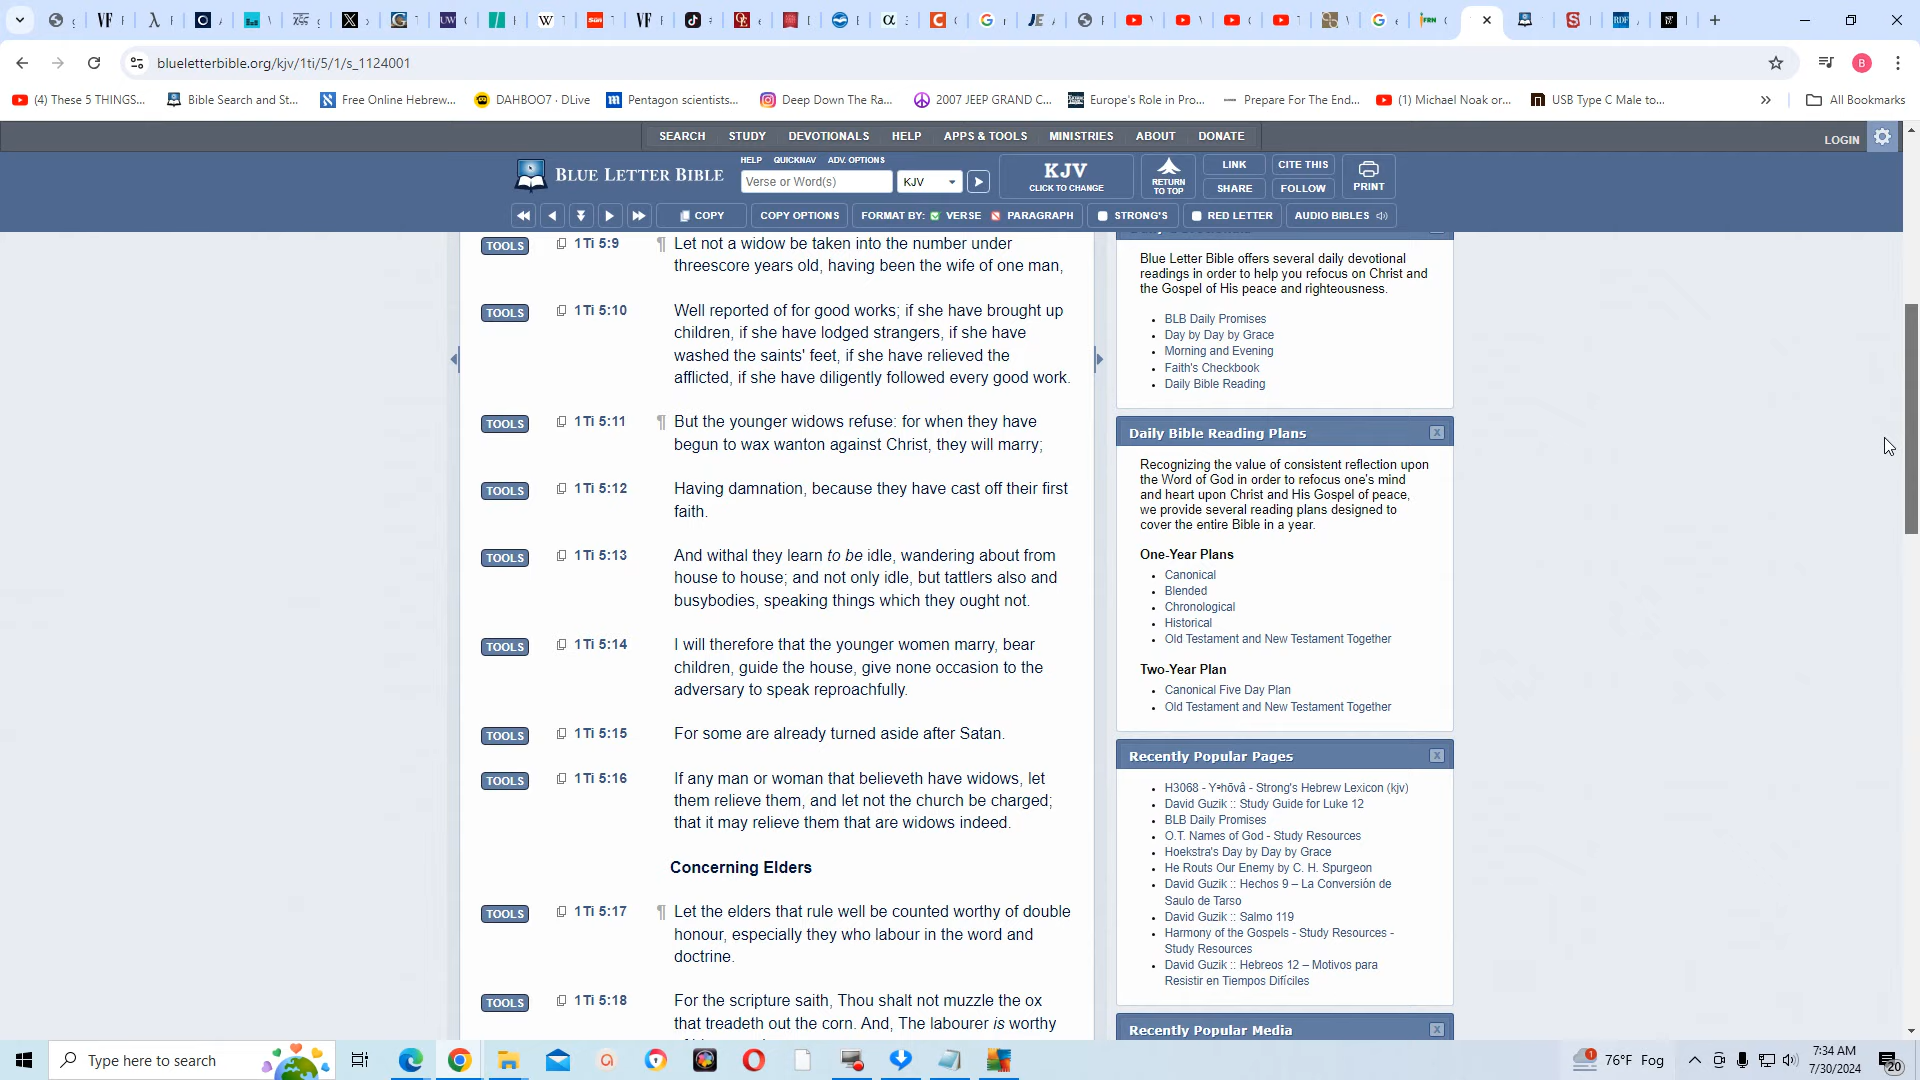 blueletterbible.org/kjv/1ti/5/1/s_1124001
(4) These 5 THINGS...
Bible Search and St...
Free Online Hebrew...
DAHBOO7 · DLive
Pentagon scientists...
Deep Down The Ra...
2007 JEEP GRAND C...
Europe's Role in Pro...
Prepare For The End...
(1) Michael Noak or...
USB Type C Male to...
»
All Bookmarks
SEARCH STUDY DEVOTIONALS HELP APPS & TOOLS MINISTRIES ABOUT DONATE
LOGIN
BLUE LETTER BIBLE
HELP QUICKNAV ADV. OPTIONS
Verse or Word(s)
KJV
KJV
CLICK TO CHANGE
RETURN
TO TOP
LINK
CITE THIS
SHARE
FOLLOW
PRINT
COPY
COPY OPTIONS
FORMAT BY: VERSE PARAGRAPH
STRONG'S
RED LETTER
AUDIO BIBLES
TOOLS 1Ti 5:9 ¶ Let not a widow be taken into the number under
threescore years old, having been the wife of one man,
TOOLS 1Ti 5:10 Well reported of for good works; if she have brought up
children, if she have lodged strangers, if she have
washed the saints' feet, if she have relieved the
afflicted, if she have diligently followed every good work.
TOOLS 1Ti 5:11 ¶ But the younger widows refuse: for when they have
begun to wax wanton against Christ, they will marry;
TOOLS 1Ti 5:12 Having damnation, because they have cast off their first
faith.
TOOLS 1Ti 5:13 And withal they learn to be idle, wandering about from
house to house; and not only idle, but tattlers also and
busybodies, speaking things which they ought not.
TOOLS 1Ti 5:14 I will therefore that the younger women marry, bear
children, guide the house, give none occasion to the
adversary to speak reproachfully.
TOOLS 1Ti 5:15 For some are already turned aside after Satan.
TOOLS 1Ti 5:16 If any man or woman that believeth have widows, let
them relieve them, and let not the church be charged;
that it may relieve them that are widows indeed.
Concerning Elders
TOOLS 1Ti 5:17 ¶ Let the elders that rule well be counted worthy of double
honour, especially they who labour in the word and
doctrine.
TOOLS 1Ti 5:18 For the scripture saith, Thou shalt not muzzle the ox
that treadeth out the corn. And, The labourer is worthy
Blue Letter Bible offers several daily devotional
readings in order to help you refocus on Christ and
the Gospel of His peace and righteousness.
BLB Daily Promises
Day by Day by Grace
Morning and Evening
Faith's Checkbook
Daily Bible Reading
Daily Bible Reading Plans
Recognizing the value of consistent reflection upon
the Word of God in order to refocus one's mind
and heart upon Christ and His Gospel of peace,
we provide several reading plans designed to
cover the entire Bible in a year.
One-Year Plans
Canonical
Blended
Chronological
Historical
Old Testament and New Testament Together
Two-Year Plan
Canonical Five Day Plan
Old Testament and New Testament Together
Recently Popular Pages
H3068 - Yᵊhōvâ - Strong's Hebrew Lexicon (kjv)
David Guzik :: Study Guide for Luke 12
BLB Daily Promises
O.T. Names of God - Study Resources
Hoekstra's Day by Day by Grace
He Routs Our Enemy by C. H. Spurgeon
David Guzik :: Hechos 9 – La Conversión de
Saulo de Tarso
David Guzik :: Salmo 119
Harmony of the Gospels - Study Resources -
Study Resources
David Guzik :: Hebreos 12 – Motivos para
Resistir en Tiempos Difíciles
Recently Popular Media
Type here to search
76°F Fog
7:34 AM
7/30/2024
20